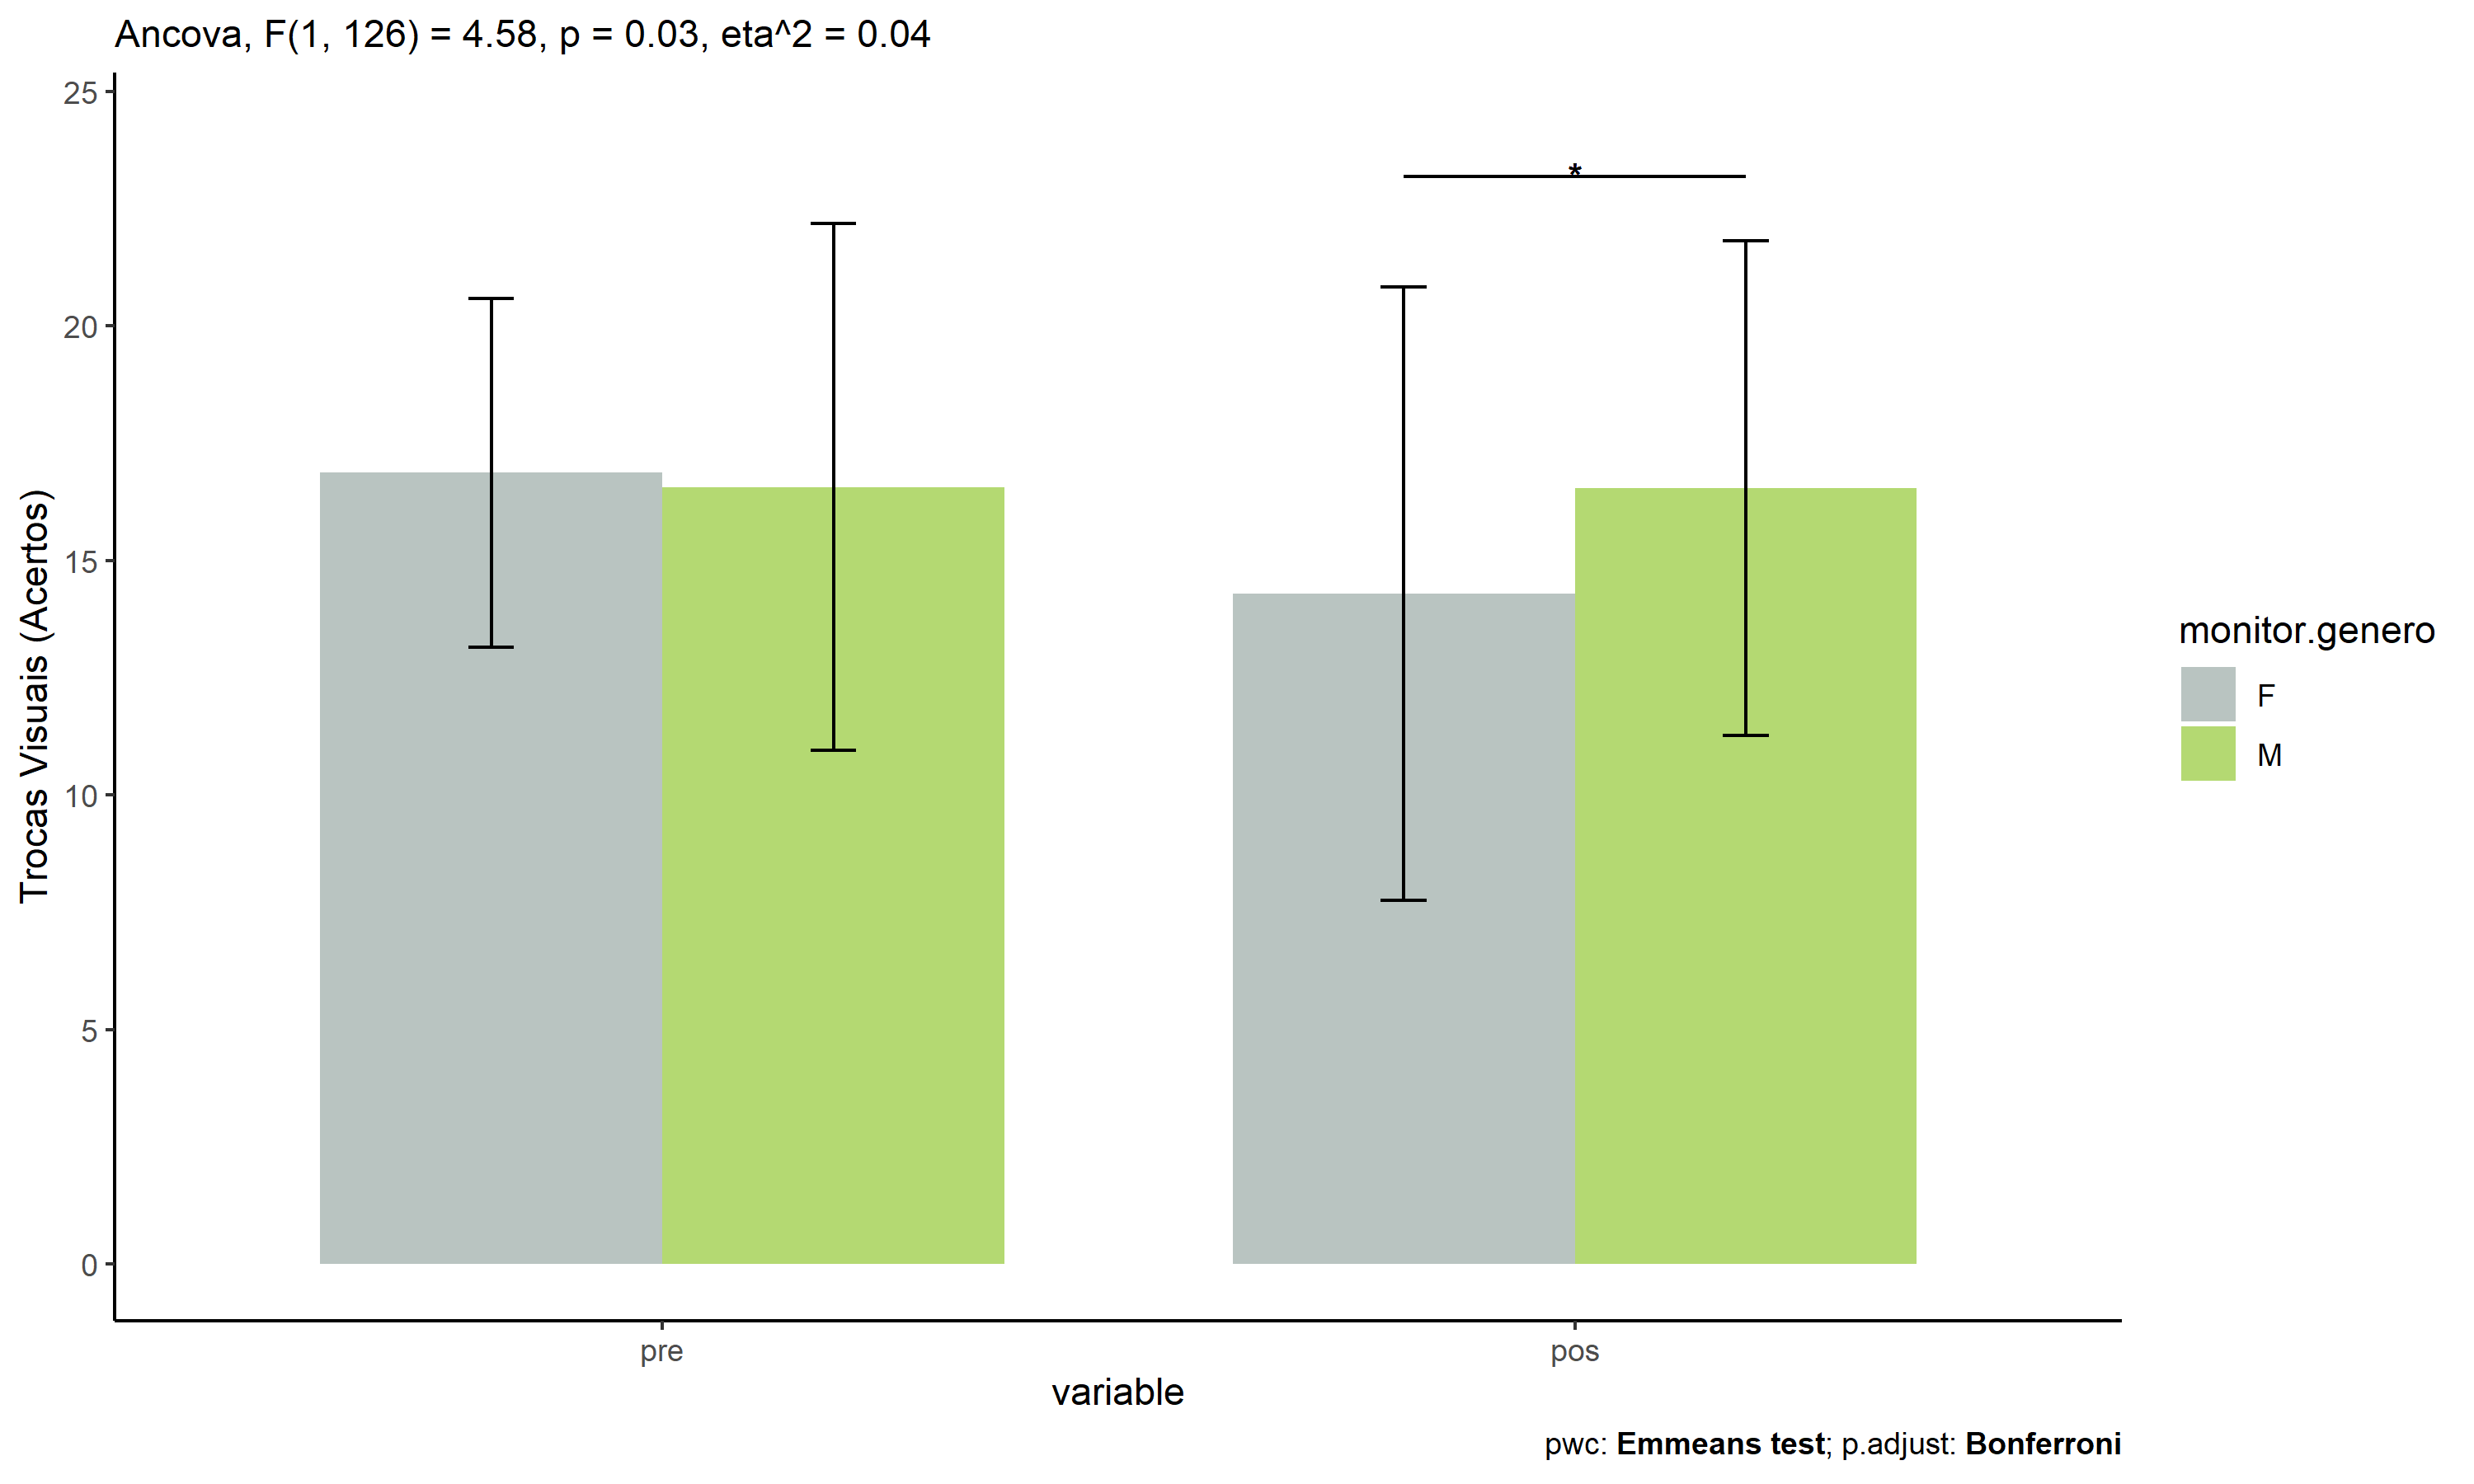 Ancova, F(1, 126) = 4.58, p = 0.03, eta^2 = 0.04
25
20
15
10
5
0
Trocas Visuais (Acertos)
*
pre
pos
variable
monitor.genero
F
M
pwc: Emmeans test; p.adjust: Bonferroni